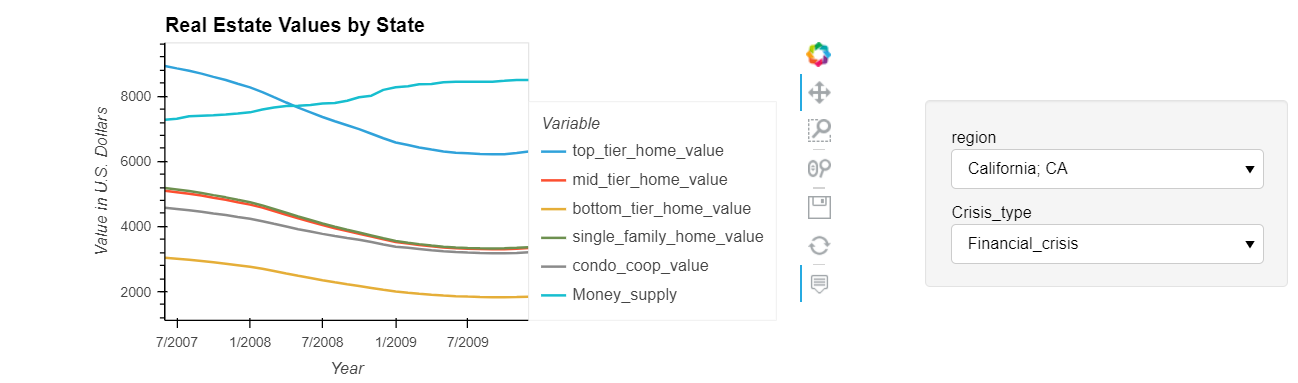 Real Estate Values by State
Value in U.S. Dollars
8000
6000
4000
2000
7/2007
1/2008
7/2008
1/2009
7/2009
Year
Variable
top_tier_home_value
mid_tier_home_value
bottom_tier_home_value
single_family_home_value
condo_coop_value
Money_supply
region
California; CA
Crisis_type
Financial_crisis